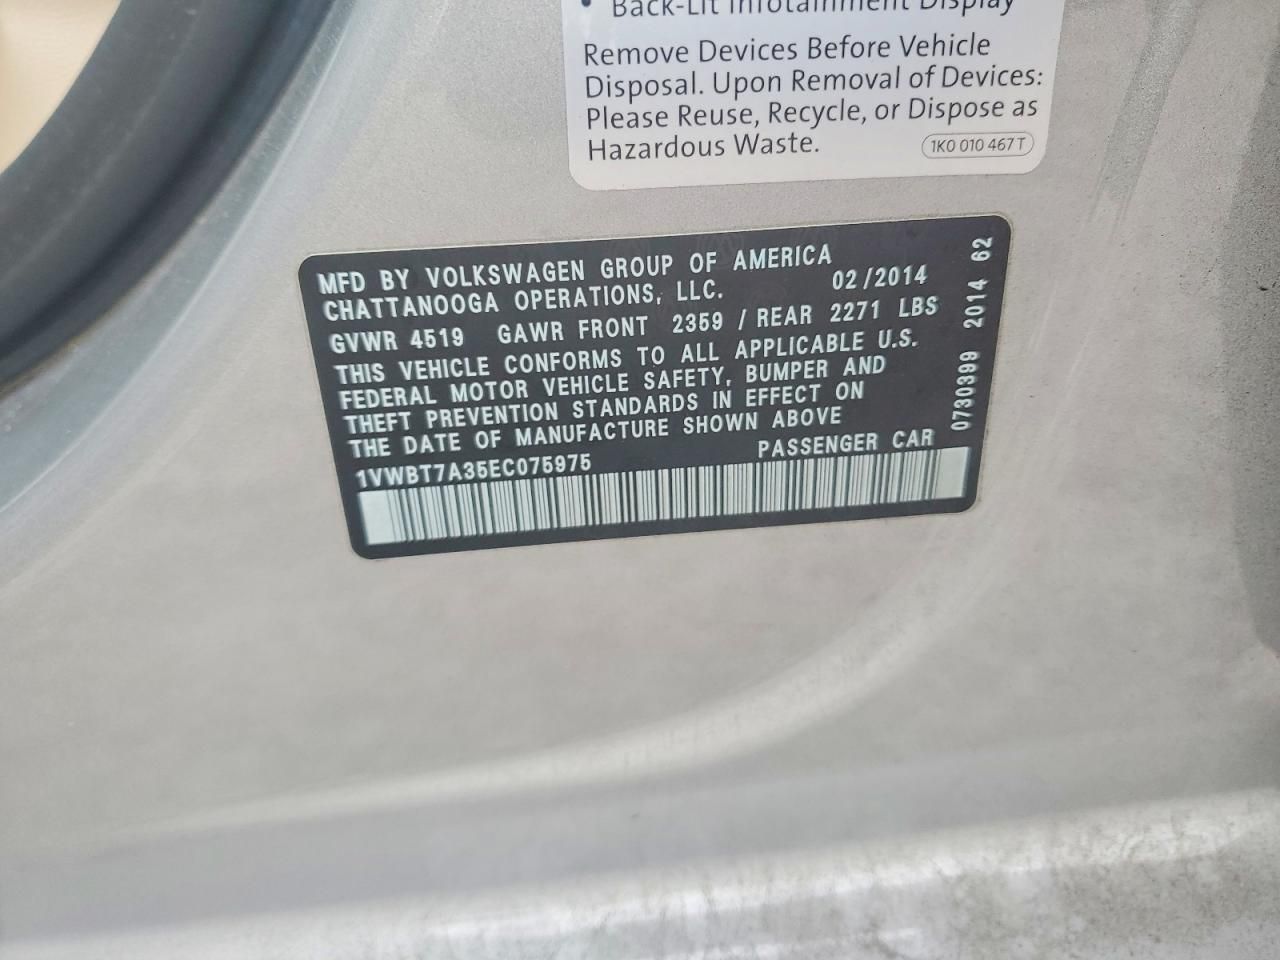 • Back-Lit Infotainment Display
Remove Devices Before Vehicle
Disposal. Upon Removal of Devices:
Please Reuse, Recycle, or Dispose as
Hazardous Waste.
1K0 010 467 T
MFD BY VOLKSWAGEN GROUP OF AMERICA
CHATTANOOGA OPERATIONS, LLC.
02/2014
GVWR 4519 GAWR FRONT 2359 / REAR 2271 LBS
THIS VEHICLE CONFORMS TO ALL APPLICABLE U.S.
FEDERAL MOTOR VEHICLE SAFETY, BUMPER AND
THEFT PREVENTION STANDARDS IN EFFECT ON
THE DATE OF MANUFACTURE SHOWN ABOVE
1VWBT7A35EC075975
PASSENGER CAR
0730399 2014 62